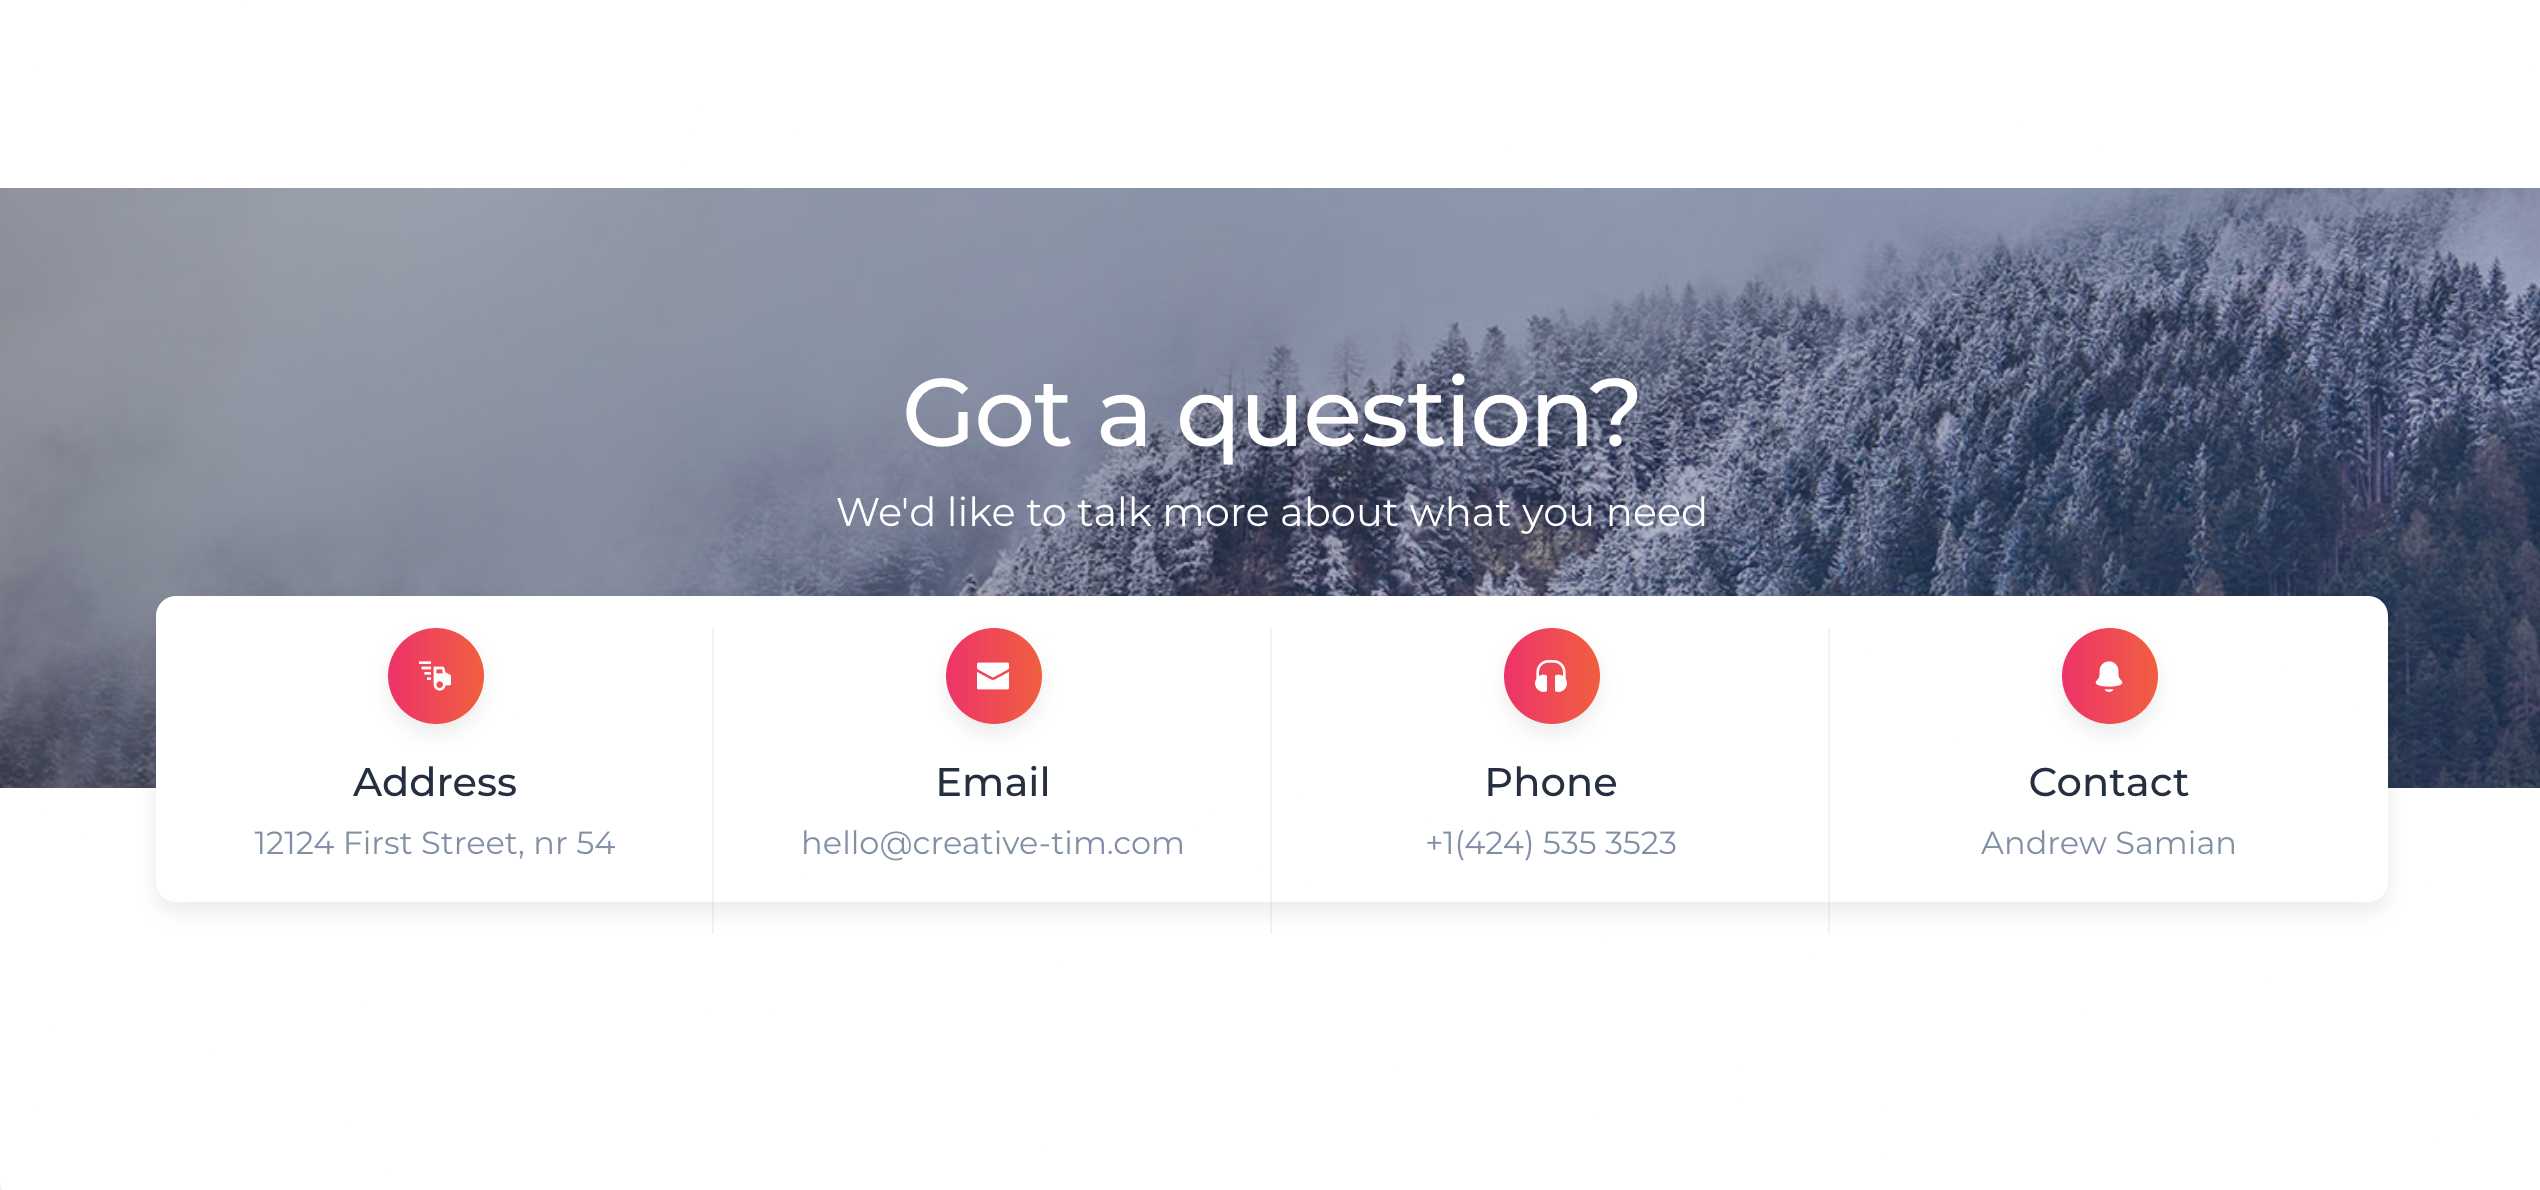 Got a question?
We'd like to talk more about what you need
Address
12124 First Street, nr 54
Email
hello@creative-tim.com
Phone
+1(424) 535 3523
Contact
Andrew Samian